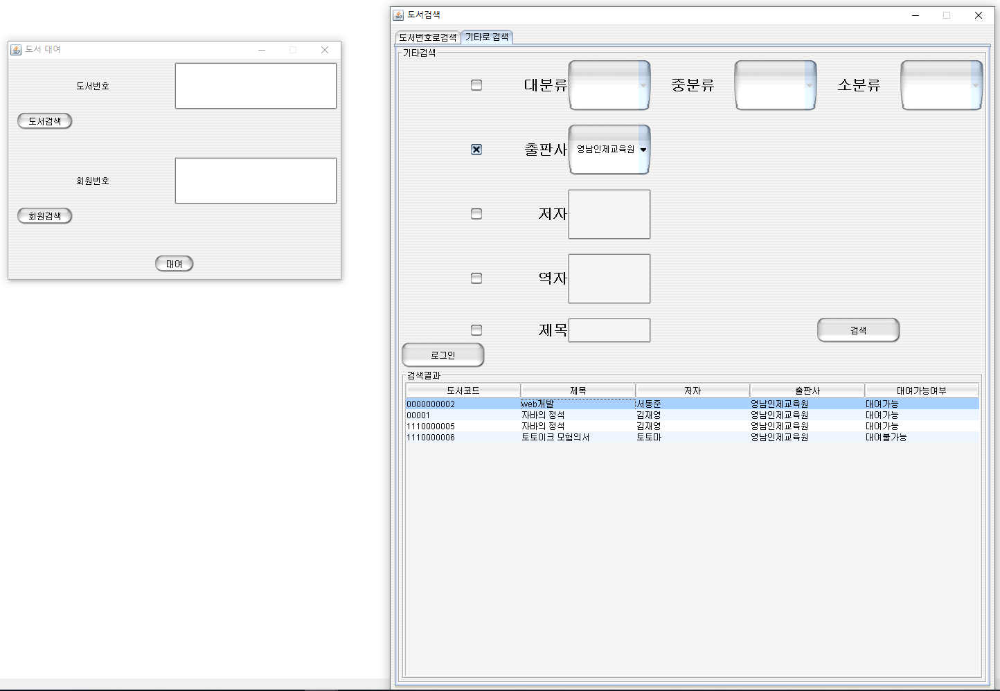 도서 대여
도서번호
도서검색
회원번호
회원검색
대여
도서검색
도서번호로검색 기타로 검색
기타검색
대분류 중분류 소분류
출판사 영남인제교육원
저자
역자
제목 검색
로그인
검색결과
도서코드 제목 저자 출판사 대여가능여부
0000000002 web개발 서동준 영남인제교육원 대여가능
00001 자바의 정석 김재영 영남인제교육원 대여가능
1110000005 자바의 정석 김재영 영남인제교육원 대여가능
1110000006 토토이크 모험의서 토토마 영남인제교육원 대여불가능